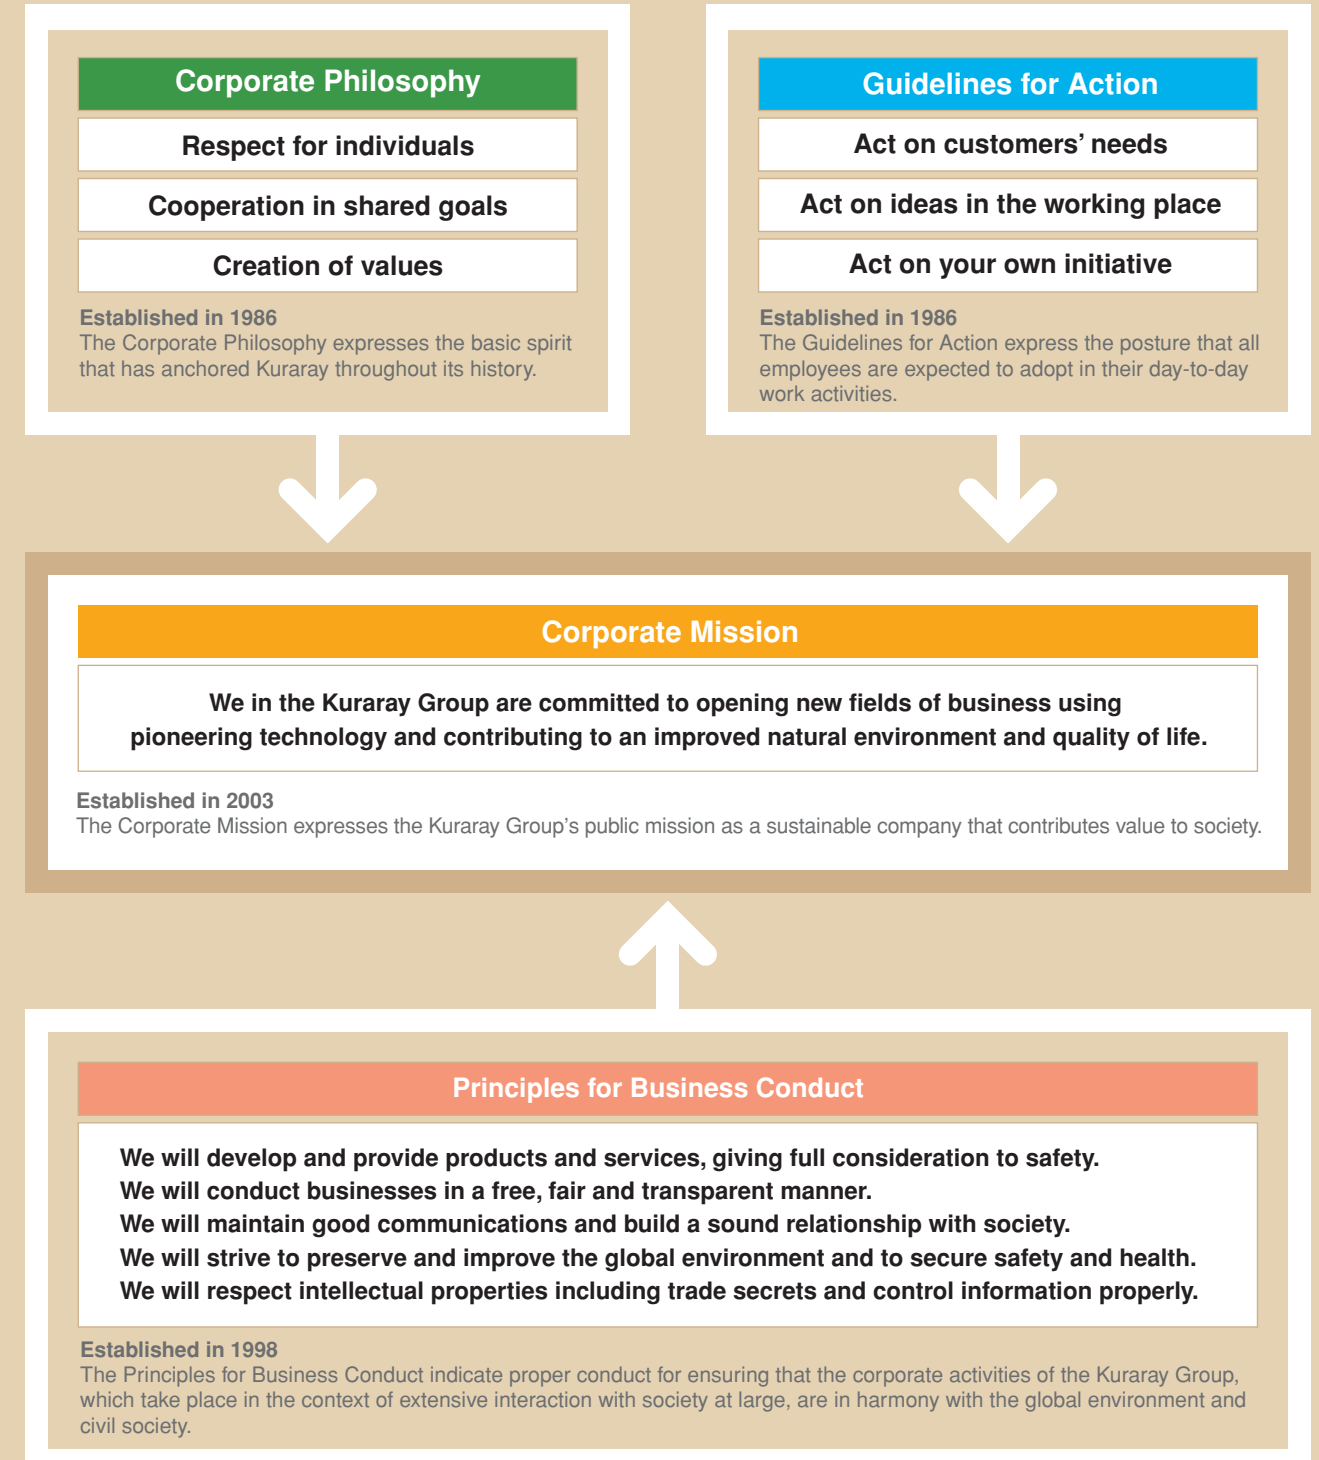 Corporate Philosophy
Respect for individuals
Cooperation in shared goals
Creation of values
Established in 1986
The Corporate Philosophy expresses the basic spirit
that has anchored Kuraray throughout its history.
Guidelines for Action
Act on customers’ needs
Act on ideas in the working place
Act on your own initiative
Established in 1986
The Guidelines for Action express the posture that all
employees are expected to adopt in their day-to-day
work activities.
Corporate Mission
We in the Kuraray Group are committed to opening new fields of business using
pioneering technology and contributing to an improved natural environment and quality of life.
Established in 2003
The Corporate Mission expresses the Kuraray Group’s public mission as a sustainable company that contributes value to society.
Principles for Business Conduct
We will develop and provide products and services, giving full consideration to safety.
We will conduct businesses in a free, fair and transparent manner.
We will maintain good communications and build a sound relationship with society.
We will strive to preserve and improve the global environment and to secure safety and health.
We will respect intellectual properties including trade secrets and control information properly.
Established in 1998
The Principles for Business Conduct indicate proper conduct for ensuring that the corporate activities of the Kuraray Group,
which take place in the context of extensive interaction with society at large, are in harmony with the global environment and
civil society.